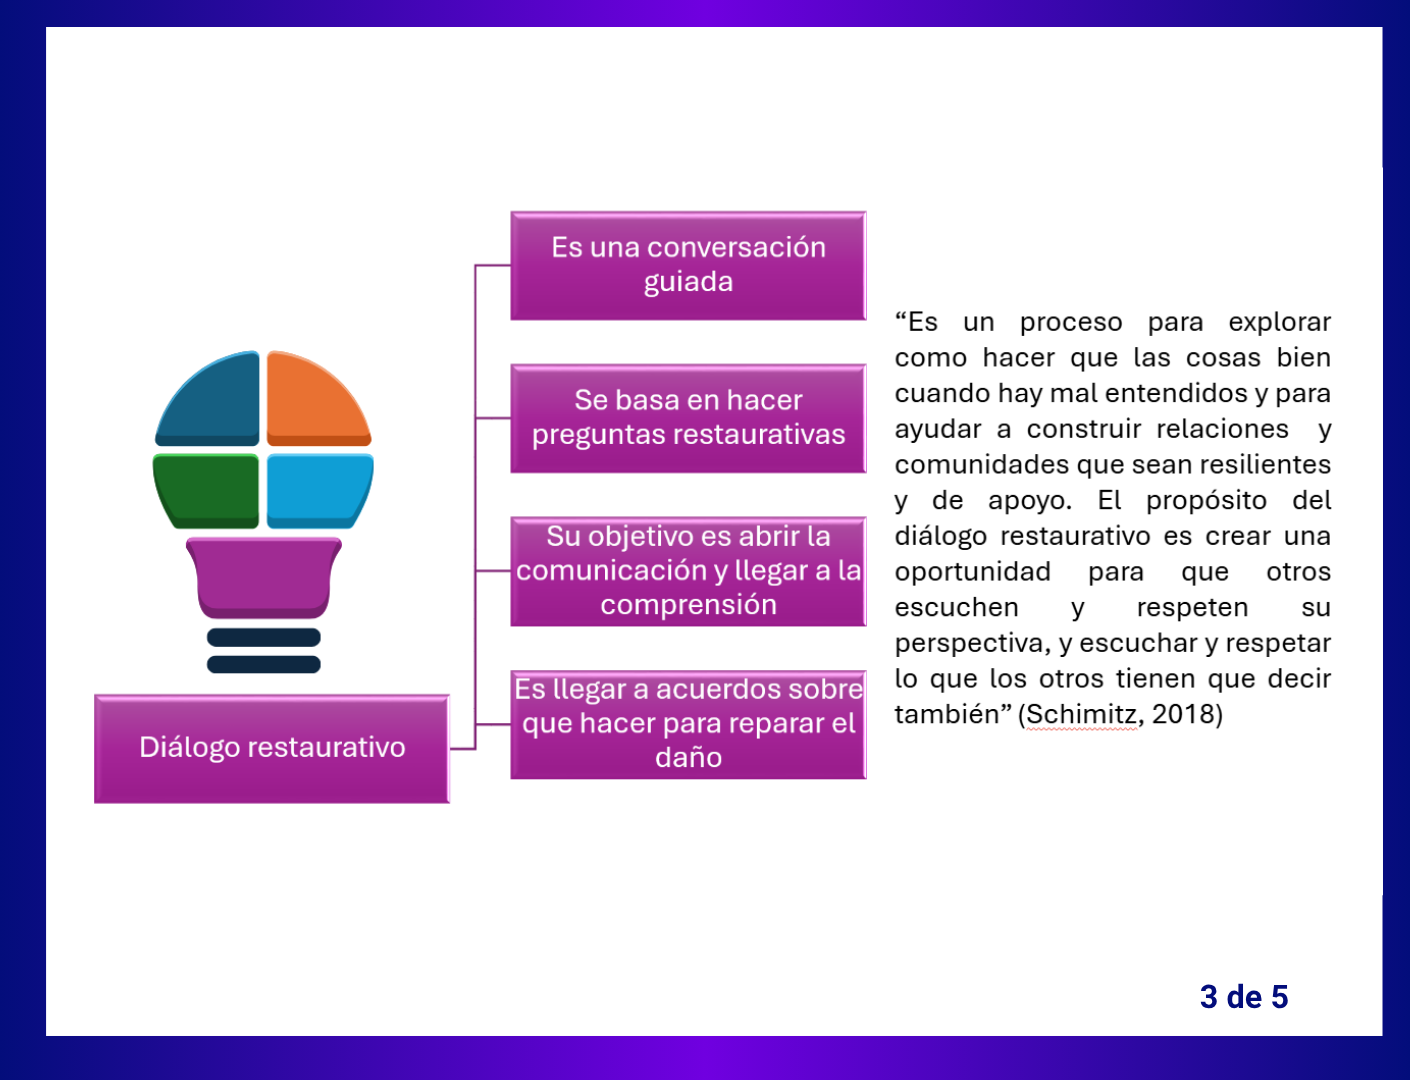 Es una conversación
guiada
Se basa en hacer
preguntas restaurativas
Su objetivo es abrir la
comunicación y llegar a la
comprensión
Es llegar a acuerdos sobre
que hacer para reparar el
daño
Diálogo restaurativo
“Es un proceso para explorar
como hacer que las cosas bien
cuando hay mal entendidos y para
ayudar a construir relaciones y
comunidades que sean resilientes
y de apoyo. El propósito del
diálogo restaurativo es crear una
oportunidad para que otros
escuchen y respeten su
perspectiva, y escuchar y respetar
lo que los otros tienen que decir
también” (Schimitz, 2018)
3 de 5